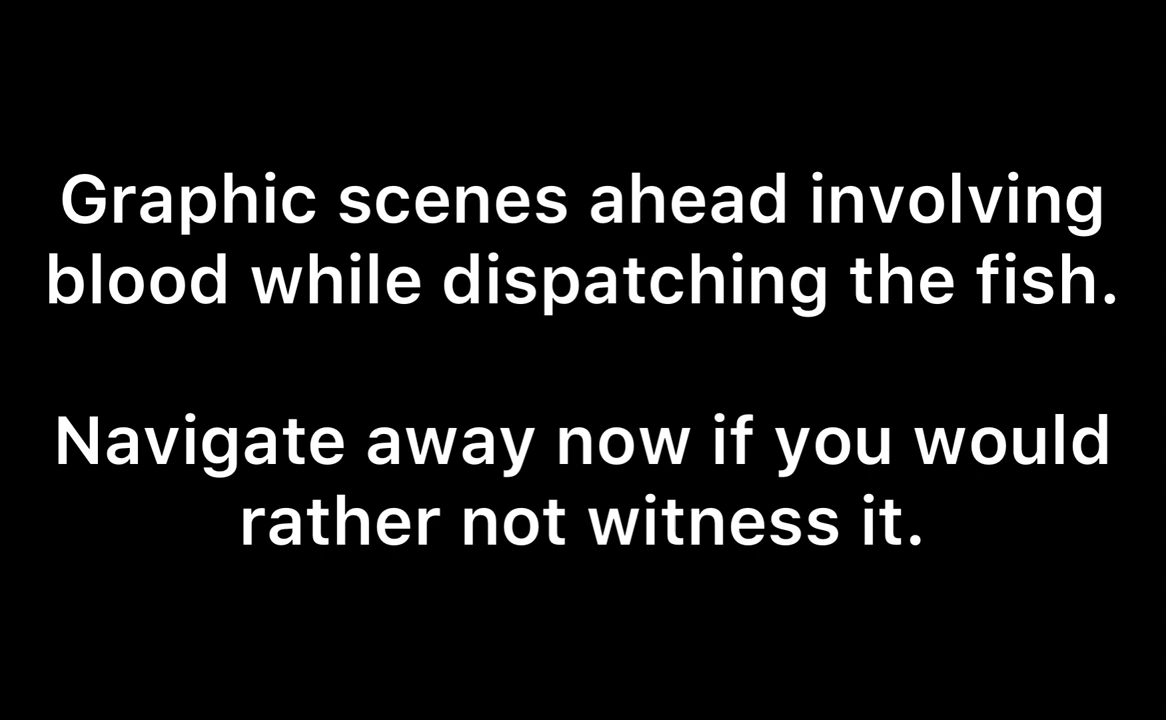 Graphic scenes ahead involving
blood while dispatching the fish.
Navigate away now if you would
rather not witness it.